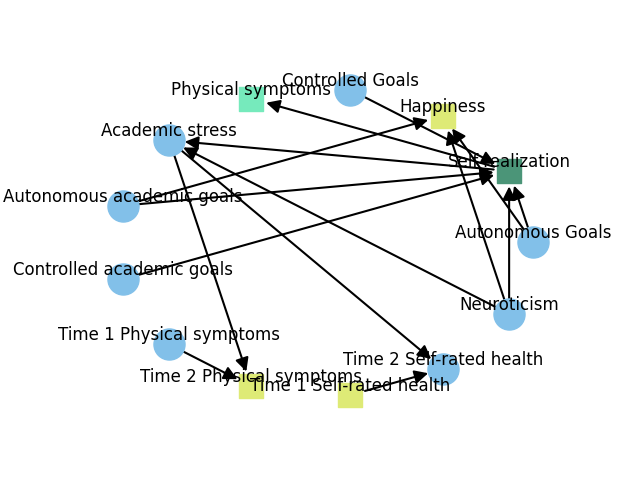 Controlled Goals
Physical symptoms
Happiness
Academic stress
Self-realization
Autonomous academic goals
Autonomous Goals
Controlled academic goals
Neuroticism
Time 1 Physical symptoms
Time 2 Self-rated health
Time 2 Physical symptoms
Time 1 Self-rated health